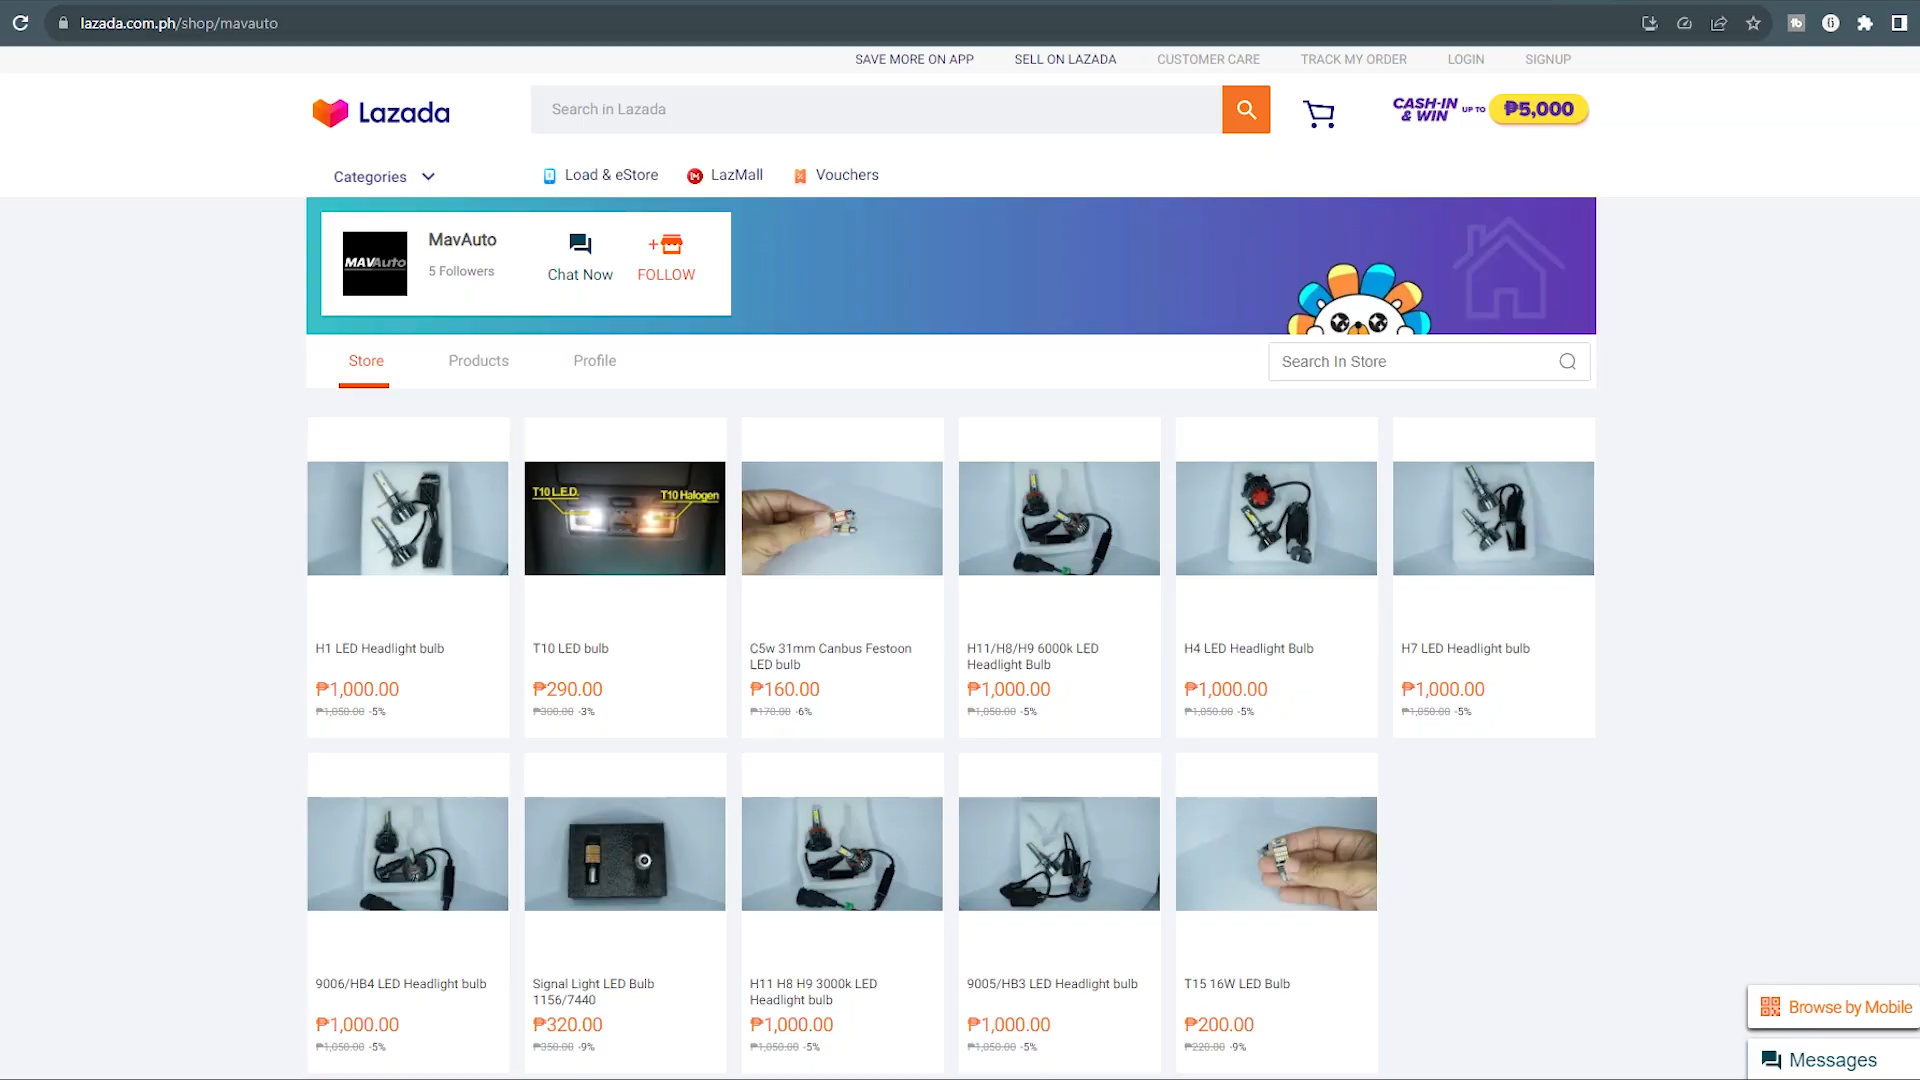 lazada.com.ph/shop/mavauto
SAVE MORE ON APP SELL ON LAZADA CUSTOMER CARE TRACK MY ORDER LOGIN SIGNUP
Lazada
Search in Lazada
CASH-IN & WIN UP TO ₱5,000
Categories Load & eStore LazMall Vouchers
MAVAuto
MavAuto
5 Followers
Chat Now
FOLLOW
Store Products Profile
Search In Store
T10 L.E.D.
T10 Halogen
H1 LED Headlight bulb
₱1,000.00
₱1,050.00 -5%
T10 LED bulb
₱290.00
₱300.00 -3%
C5w 31mm Canbus Festoon
LED bulb
₱160.00
₱170.00 -6%
H11/H8/H9 6000k LED
Headlight Bulb
₱1,000.00
₱1,050.00 -5%
H4 LED Headlight Bulb
₱1,000.00
₱1,050.00 -5%
H7 LED Headlight bulb
₱1,000.00
₱1,050.00 -5%
9006/HB4 LED Headlight bulb
₱1,000.00
₱1,050.00 -5%
Signal Light LED Bulb
1156/7440
₱320.00
₱350.00 -9%
H11 H8 H9 3000k LED
Headlight bulb
₱1,000.00
₱1,050.00 -5%
9005/HB3 LED Headlight bulb
₱1,000.00
₱1,050.00 -5%
T15 16W LED Bulb
₱200.00
₱220.00 -9%
Browse by Mobile
Messages